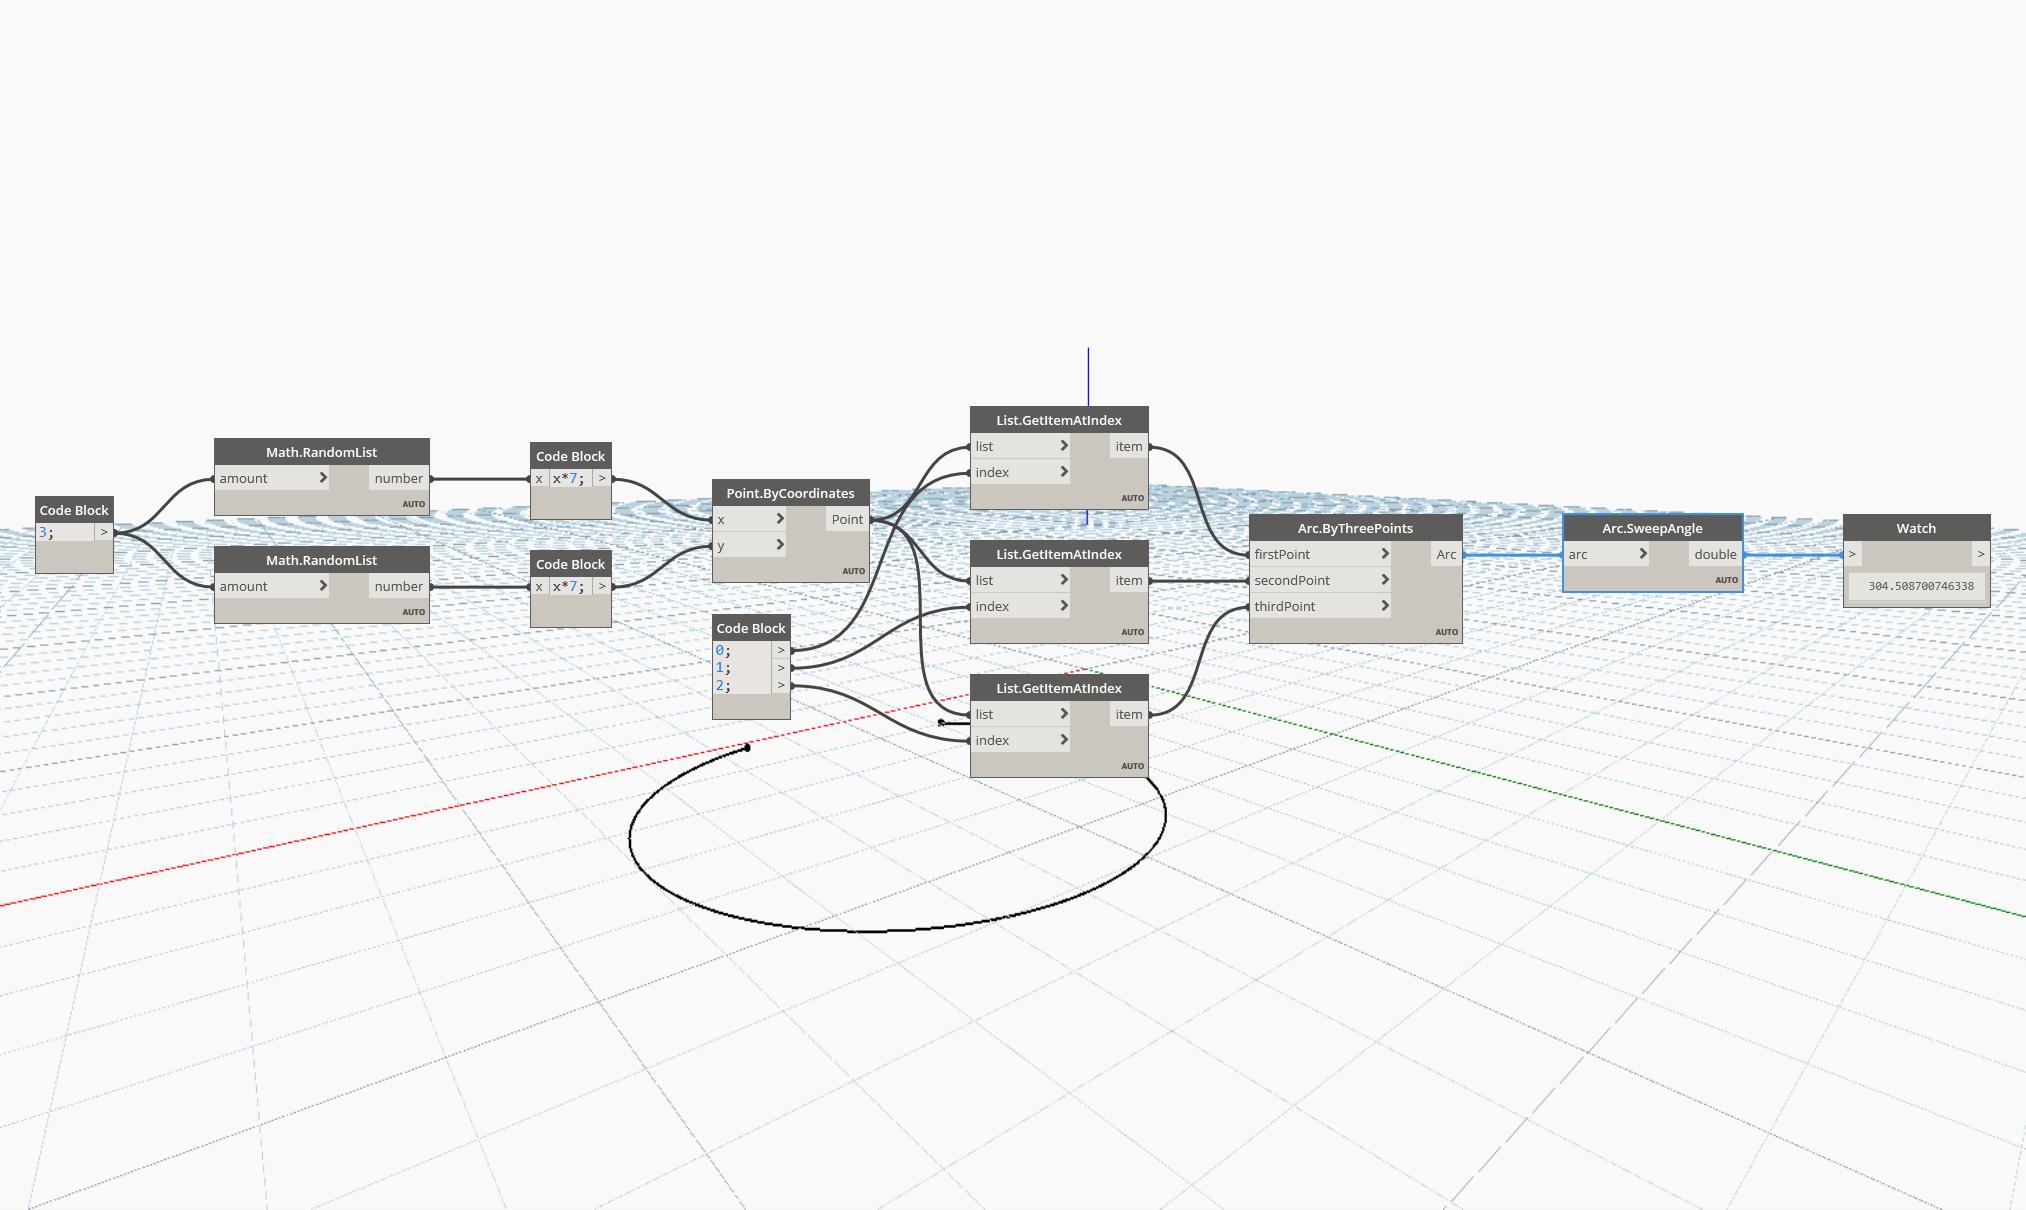 Code Block
3; >
Math.RandomList
amount > number
AUTO
Math.RandomList
amount > number
AUTO
Code Block
x x*7; >
Code Block
x x*7; >
Point.ByCoordinates
x > Point
y >
AUTO
Code Block
0; >
1; >
2; >
List.GetItemAtIndex
list > item
index >
AUTO
List.GetItemAtIndex
list > item
index >
AUTO
List.GetItemAtIndex
list > item
index >
AUTO
Arc.ByThreePoints
firstPoint > Arc
secondPoint >
thirdPoint >
AUTO
Arc.SweepAngle
arc > double
AUTO
Watch
> >
304.508700746338